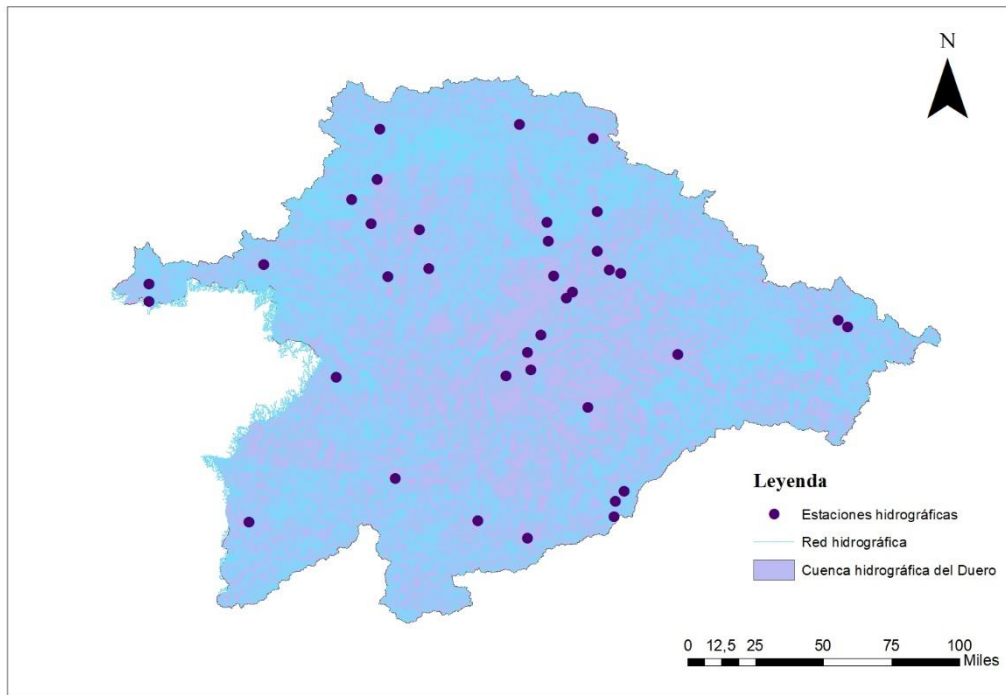 N
Leyenda
Estaciones hidrográficas
Red hidrográfica
Cuenca hidrográfica del Duero
0 12,5 25 50 75 100
Miles